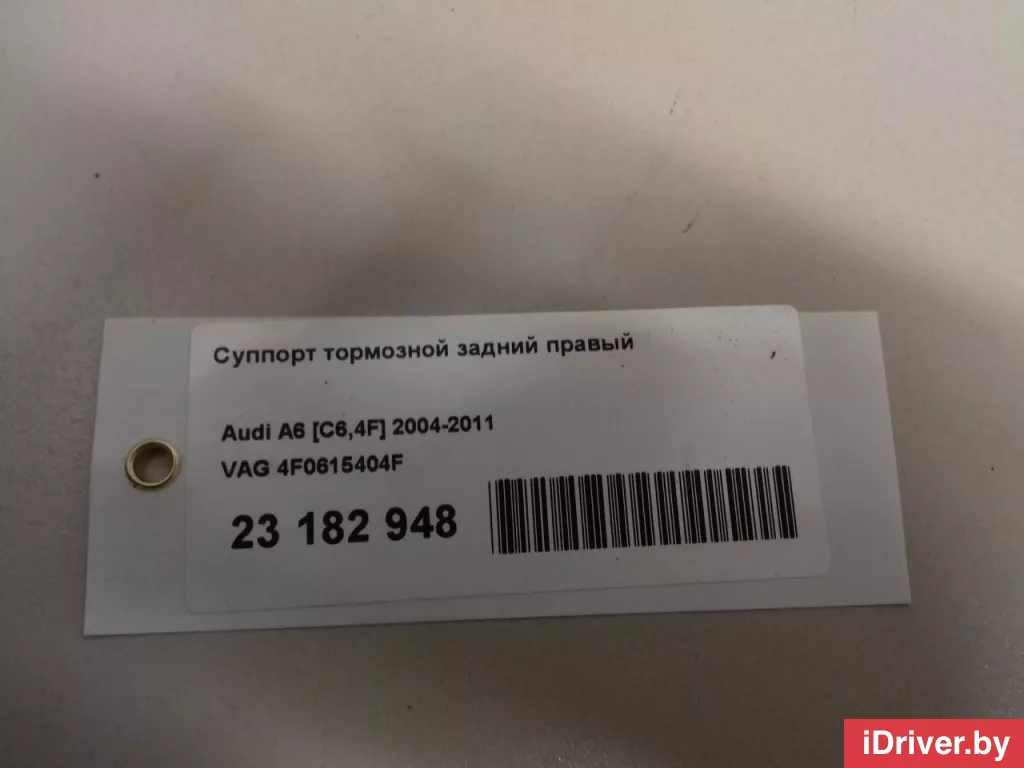 Суппорт тормозной задний правый
Audi A6 [C6,4F] 2004-2011
VAG 4F0615404F
23 182 948
iDriver.by